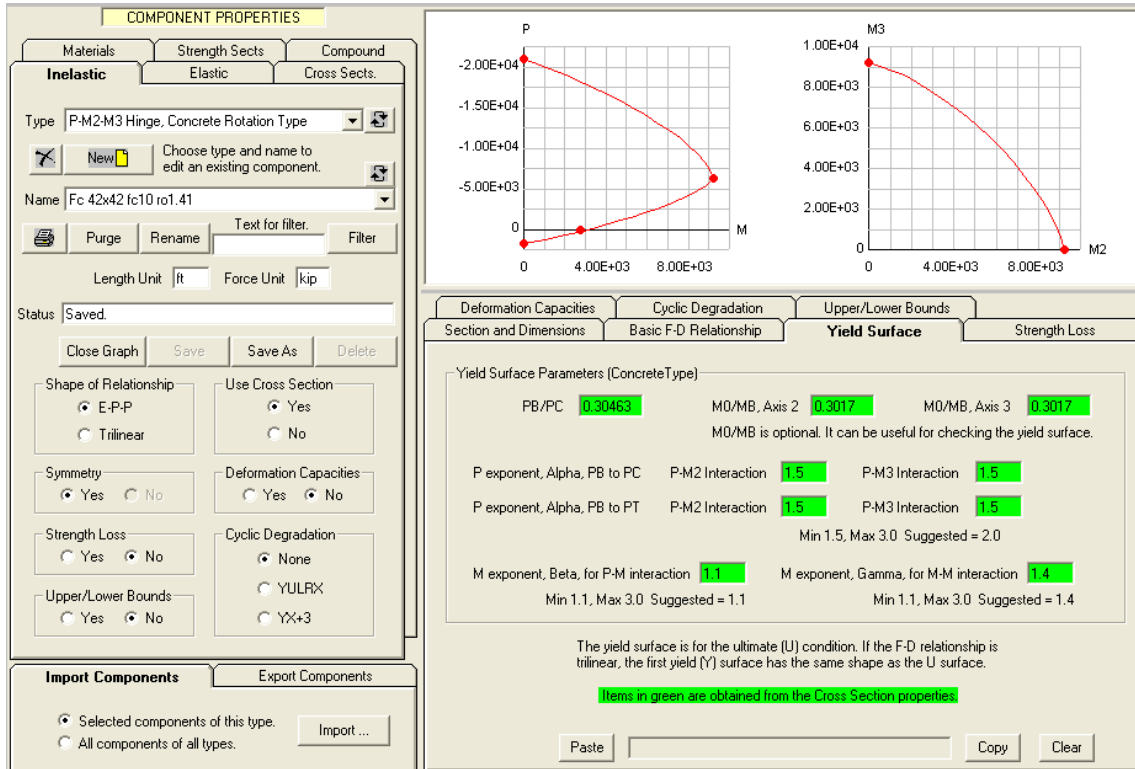 COMPONENT PROPERTIES
Materials
Strength Sects
Compound
Inelastic
Elastic
Cross Sects.
Type
P-M2-M3 Hinge, Concrete Rotation Type
New
Choose type and name to
edit an existing component.
Name
Fc 42x42 fc10 ro1.41
Purge
Rename
Text for filter.
Filter
Length Unit
ft
Force Unit
kip
Status
Saved.
Close Graph
Save
Save As
Delete
Shape of Relationship
E-P-P
Trilinear
Use Cross Section
Yes
No
Symmetry
Yes
No
Deformation Capacities
Yes
No
Strength Loss
Yes
No
Cyclic Degradation
None
YULRX
YX+3
Upper/Lower Bounds
Yes
No
Import Components
Export Components
Selected components of this type.
All components of all types.
Import ...
P
-2.00E+04
-1.50E+04
-1.00E+04
-5.00E+03
0
M
0
4.00E+03
8.00E+03
M3
1.00E+04
8.00E+03
6.00E+03
4.00E+03
2.00E+03
0
M2
0
4.00E+03
8.00E+03
Deformation Capacities
Cyclic Degradation
Upper/Lower Bounds
Section and Dimensions
Basic F-D Relationship
Yield Surface
Strength Loss
Yield Surface Parameters (ConcreteType)
PB/PC
0.30463
M0/MB, Axis 2
0.3017
M0/MB, Axis 3
0.3017
M0/MB is optional. It can be useful for checking the yield surface.
P exponent, Alpha, PB to PC
P-M2 Interaction
1.5
P-M3 Interaction
1.5
P exponent, Alpha, PB to PT
P-M2 Interaction
1.5
P-M3 Interaction
1.5
Min 1.5, Max 3.0 Suggested = 2.0
M exponent, Beta, for P-M interaction
1.1
M exponent, Gamma, for M-M interaction
1.4
Min 1.1, Max 3.0 Suggested = 1.1
Min 1.1, Max 3.0 Suggested = 1.4
The yield surface is for the ultimate (U) condition. If the F-D relationship is
trilinear, the first yield (Y) surface has the same shape as the U surface.
Items in green are obtained from the Cross Section properties.
Paste
Copy
Clear